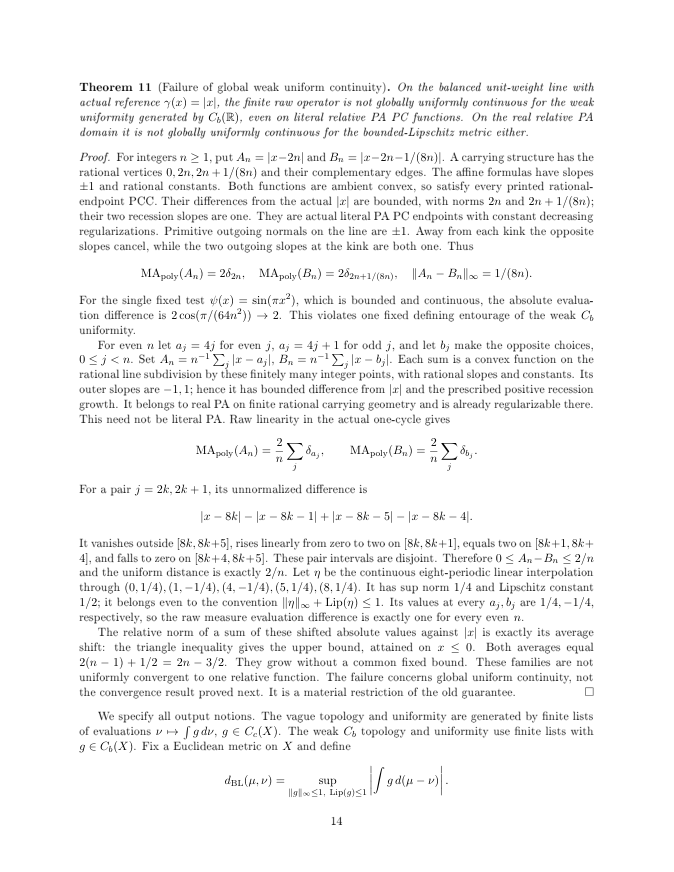 Theorem 11 (Failure of global weak uniform continuity). On the balanced unit-weight line with
actual reference γ(x) = |x|, the finite raw operator is not globally uniformly continuous for the weak
uniformity generated by C_b(ℝ), even on literal relative PA PC functions. On the real relative PA
domain it is not globally uniformly continuous for the bounded-Lipschitz metric either.
Proof. For integers n ≥ 1, put A_n = |x−2n| and B_n = |x−2n−1/(8n)|. A carrying structure has the
rational vertices 0, 2n, 2n + 1/(8n) and their complementary edges. The affine formulas have slopes
±1 and rational constants. Both functions are ambient convex, so satisfy every printed rational-
endpoint PCC. Their differences from the actual |x| are bounded, with norms 2n and 2n + 1/(8n);
their two recession slopes are one. They are actual literal PA PC endpoints with constant decreasing
regularizations. Primitive outgoing normals on the line are ±1. Away from each kink the opposite
slopes cancel, while the two outgoing slopes at the kink are both one. Thus
MA_poly(A_n) = 2δ_{2n}, MA_poly(B_n) = 2δ_{2n+1/(8n)}, ∥A_n − B_n∥_∞ = 1/(8n).
For the single fixed test ψ(x) = sin(πx²), which is bounded and continuous, the absolute evalua-
tion difference is 2 cos(π/(64n²)) → 2. This violates one fixed defining entourage of the weak C_b
uniformity.
For even n let a_j = 4j for even j, a_j = 4j + 1 for odd j, and let b_j make the opposite choices,
0 ≤ j < n. Set A_n = n⁻¹ ∑_j |x − a_j|, B_n = n⁻¹ ∑_j |x − b_j|. Each sum is a convex function on the
rational line subdivision by these finitely many integer points, with rational slopes and constants. Its
outer slopes are −1, 1; hence it has bounded difference from |x| and the prescribed positive recession
growth. It belongs to real PA on finite rational carrying geometry and is already regularizable there.
This need not be literal PA. Raw linearity in the actual one-cycle gives
MA_poly(A_n) = 2/n ∑_j δ_{a_j}, MA_poly(B_n) = 2/n ∑_j δ_{b_j}.
For a pair j = 2k, 2k + 1, its unnormalized difference is
|x − 8k| − |x − 8k − 1| + |x − 8k − 5| − |x − 8k − 4|.
It vanishes outside [8k, 8k+5], rises linearly from zero to two on [8k, 8k+1], equals two on [8k+1, 8k+
4], and falls to zero on [8k+4, 8k+5]. These pair intervals are disjoint. Therefore 0 ≤ A_n−B_n ≤ 2/n
and the uniform distance is exactly 2/n. Let η be the continuous eight-periodic linear interpolation
through (0, 1/4), (1, −1/4), (4, −1/4), (5, 1/4), (8, 1/4). It has sup norm 1/4 and Lipschitz constant
1/2; it belongs even to the convention ∥η∥_∞ + Lip(η) ≤ 1. Its values at every a_j, b_j are 1/4, −1/4,
respectively, so the raw measure evaluation difference is exactly one for every even n.
The relative norm of a sum of these shifted absolute values against |x| is exactly its average
shift: the triangle inequality gives the upper bound, attained on x ≤ 0. Both averages equal
2(n − 1) + 1/2 = 2n − 3/2. They grow without a common fixed bound. These families are not
uniformly convergent to one relative function. The failure concerns global uniform continuity, not
the convergence result proved next. It is a material restriction of the old guarantee. □
We specify all output notions. The vague topology and uniformity are generated by finite lists
of evaluations ν ↦ ∫ g dν, g ∈ C_c(X). The weak C_b topology and uniformity use finite lists with
g ∈ C_b(X). Fix a Euclidean metric on X and define
d_BL(μ, ν) = sup_{∥g∥_∞≤1, Lip(g)≤1} |∫ g d(μ − ν)|.
14